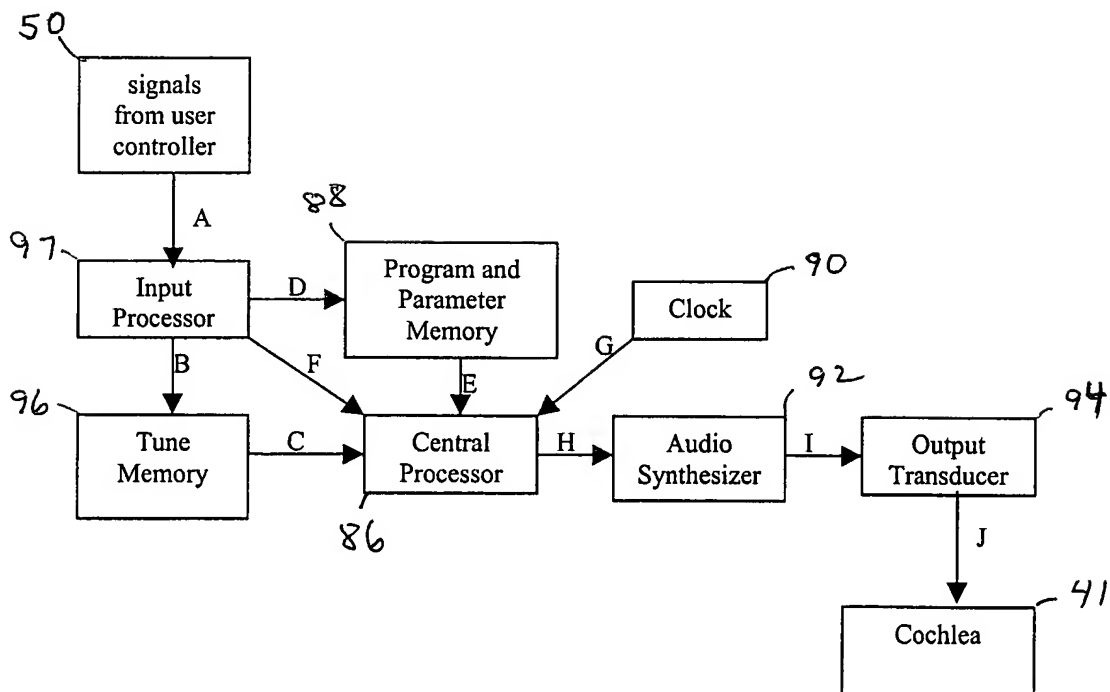 50
signals
from user
controller
A
88
97
Input
Processor
D
Program and
Parameter
Memory
90
Clock
B
F
E
G
96
Tune
Memory
C
Central
Processor
86
H
92
Audio
Synthesizer
I
94
Output
Transducer
J
41
Cochlea